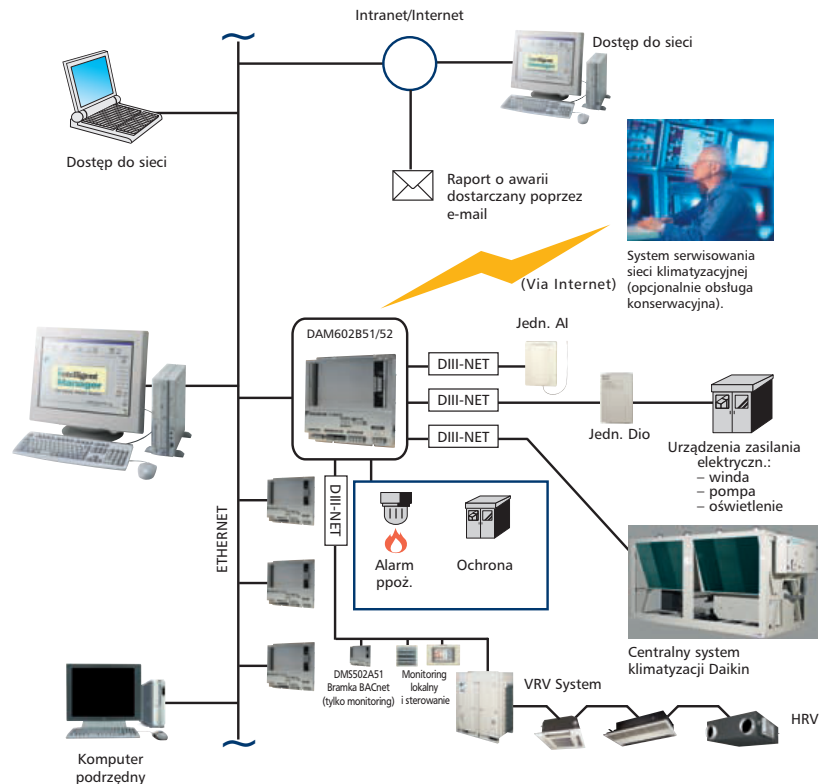 Intranet/Internet
Dostęp do sieci
Dostęp do sieci
Raport o awarii
dostarczany poprzez
e-mail
System serwisowania
sieci klimatyzacyjnej
(opcjonalnie obsługa
konserwacyjna).
(Via Internet)
DAM602B51/52
Jedn. AI
intelligent
Manager
DIII-NET
DIII-NET
DIII-NET
Jedn. Dio
Urządzenia zasilania
elektryczn.:
– winda
– pompa
– oświetlenie
DIII-NET
ETHERNET
Alarm
ppoż.
Ochrona
Centralny system
klimatyzacji Daikin
DMS502A51
Bramka BACnet
(tylko monitoring)
Monitoring
lokalny
i sterowanie
VRV System
HRV
Komputer
podrzędny